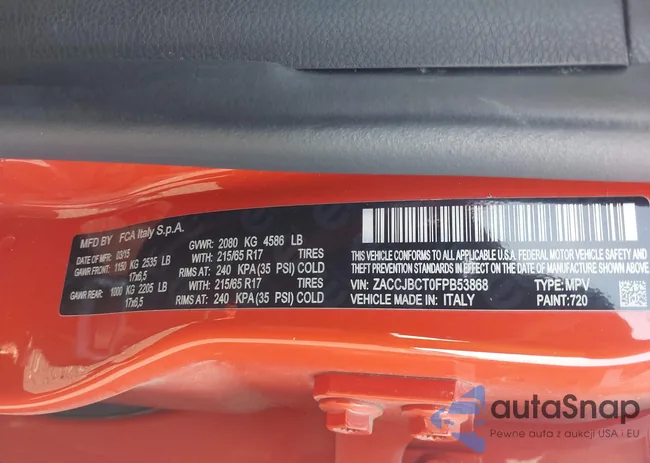 MFD BY FCA Italy S.p.A.
DATE OF MFD: 03/15 GVWR: 2080 KG 4586 LB
GAWR FRONT: 1150 KG 2535 LB WITH: 215/65 R17 TIRES
17x6,5 RIMS AT: 240 KPA(35 PSI) COLD
GAWR REAR: 1000 KG 2205 LB WITH: 215/65 R17 TIRES
17x6,5 RIMS AT: 240 KPA(35 PSI) COLD
THIS VEHICLE CONFORMS TO ALL APPLICABLE U.S.A. FEDERAL MOTOR VEHICLE SAFETY AND
THEFT PREVENTION STANDARDS IN EFFECT ON THE DATE OF MANUFACTURE SHOWN ABOVE.
VIN: ZACCJBCT0FPB53868 TYPE: MPV
VEHICLE MADE IN: ITALY PAINT: 720
autaSnap
Pewne auta z aukcji USA i EU